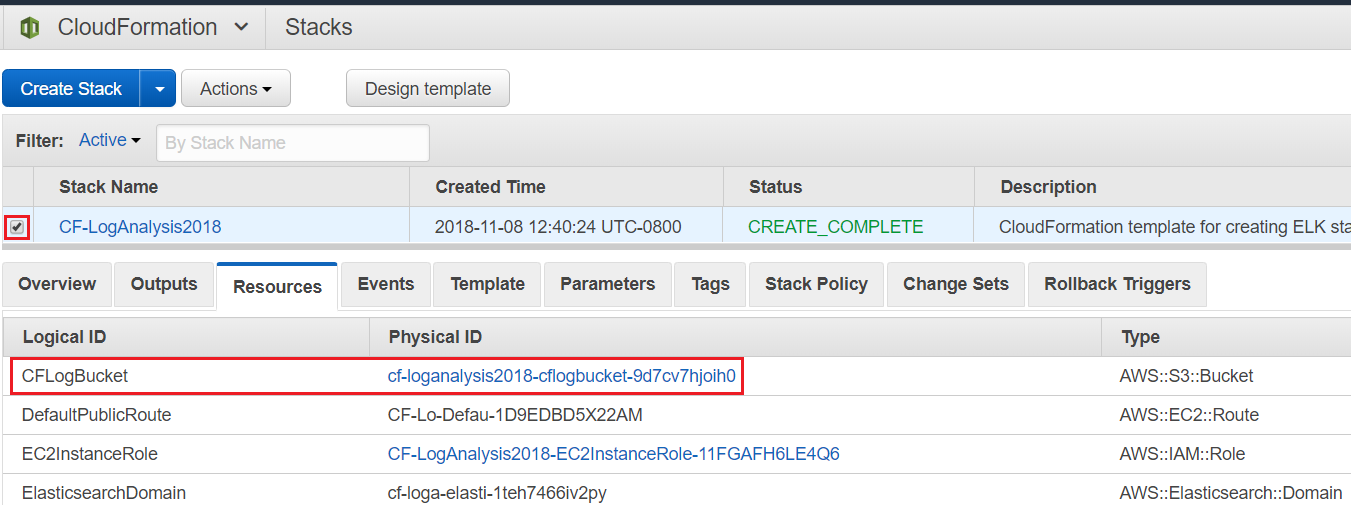 CloudFormation Stacks
Create Stack Actions Design template
Filter: Active By Stack Name
Stack Name Created Time Status Description
CF-LogAnalysis2018 2018-11-08 12:40:24 UTC-0800 CREATE_COMPLETE CloudFormation template for creating ELK sta
Overview Outputs Resources Events Template Parameters Tags Stack Policy Change Sets Rollback Triggers
Logical ID Physical ID Type
CFLogBucket cf-loganalysis2018-cflogbucket-9d7cv7hjoih0 AWS::S3::Bucket
DefaultPublicRoute CF-Lo-Defau-1D9EDBD5X22AM AWS::EC2::Route
EC2InstanceRole CF-LogAnalysis2018-EC2InstanceRole-11FGAFH6LE4Q6 AWS::IAM::Role
ElasticsearchDomain cf-loga-elasti-1teh7466iv2py AWS::Elasticsearch::Domain